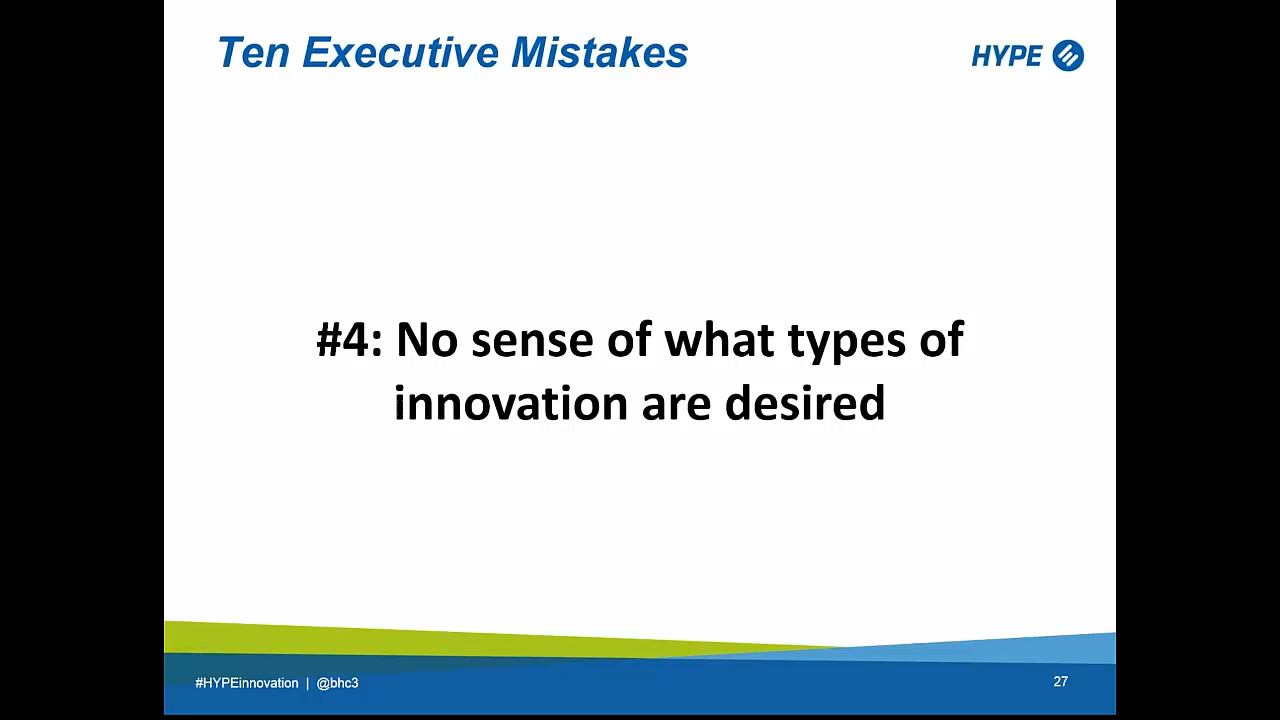 Ten Executive Mistakes
HYPE
#4: No sense of what types of
innovation are desired
#HYPEinnovation | @bhc3
27